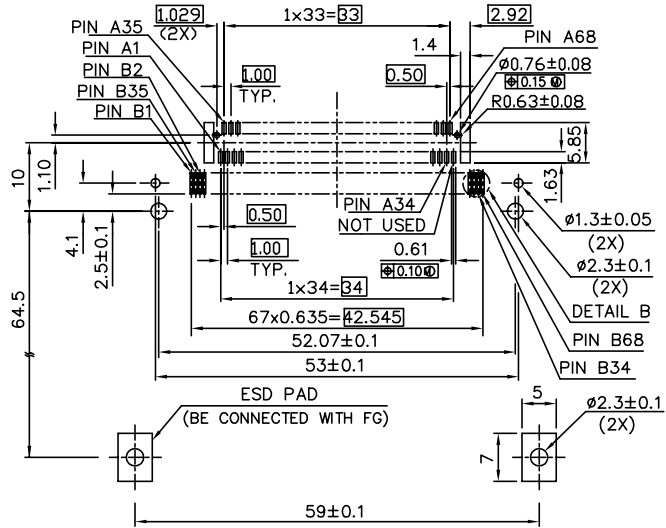 1.029
(2X)
1x33=33
2.92
PIN A35
PIN A1
PIN B2
PIN B35
PIN B1
1.00
TYP.
0.50
1.4
PIN A68
ø0.76±0.08
⌖ 0.15 Ⓜ
R0.63±0.08
10
1.10
4.1
2.5±0.1
5.85
1.63
PIN A34
NOT USED
0.50
1.00
TYP.
0.61
⌖ 0.10 Ⓜ
1x34=34
67x0.635=42.545
52.07±0.1
53±0.1
ø1.3±0.05
(2X)
ø2.3±0.1
(2X)
DETAIL B
PIN B68
PIN B34
64.5
ESD PAD
(BE CONNECTED WITH FG)
5
7
ø2.3±0.1
(2X)
59±0.1